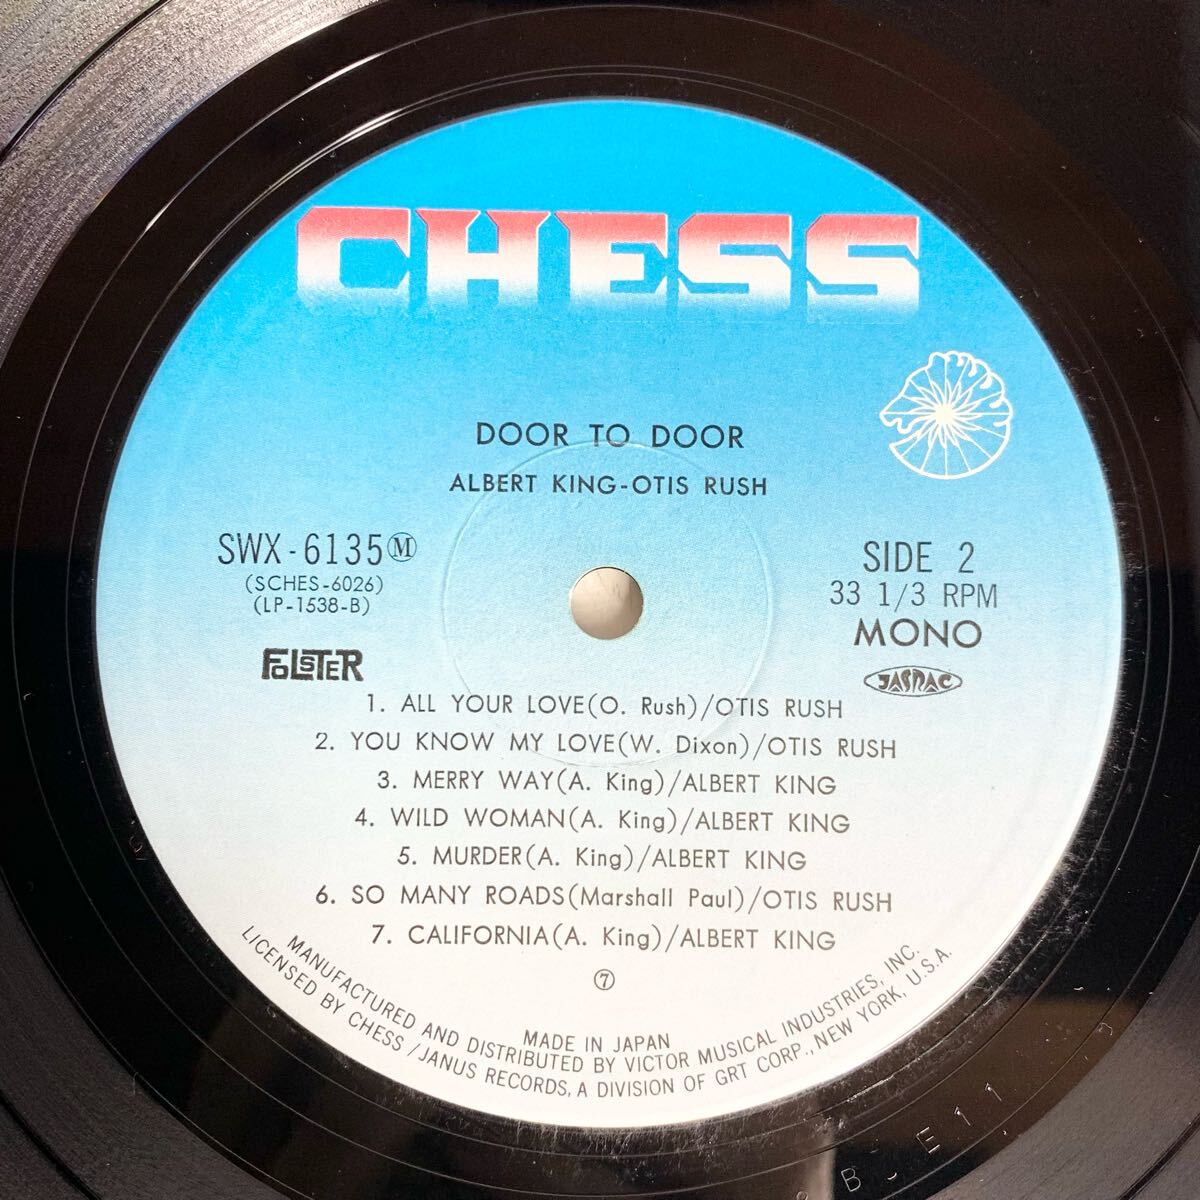 CHESS
DOOR TO DOOR
ALBERT KING-OTIS RUSH
SWX-6135 Ⓜ
(SCHES-6026)
(LP-1538-B)
FOLSTER
SIDE 2
33 1/3 RPM
MONO
JASRAC
1. ALL YOUR LOVE(O. Rush)/OTIS RUSH
2. YOU KNOW MY LOVE(W. Dixon)/OTIS RUSH
3. MERRY WAY(A. King)/ALBERT KING
4. WILD WOMAN(A. King)/ALBERT KING
5. MURDER(A. King)/ALBERT KING
6. SO MANY ROADS(Marshall Paul)/OTIS RUSH
7. CALIFORNIA(A. King)/ALBERT KING
⑦
MADE IN JAPAN
MANUFACTURED AND DISTRIBUTED BY VICTOR MUSICAL INDUSTRIES, INC.
LICENSED BY CHESS/JANUS RECORDS, A DIVISION OF GRT CORP., NEW YORK, U.S.A.
E 1 1